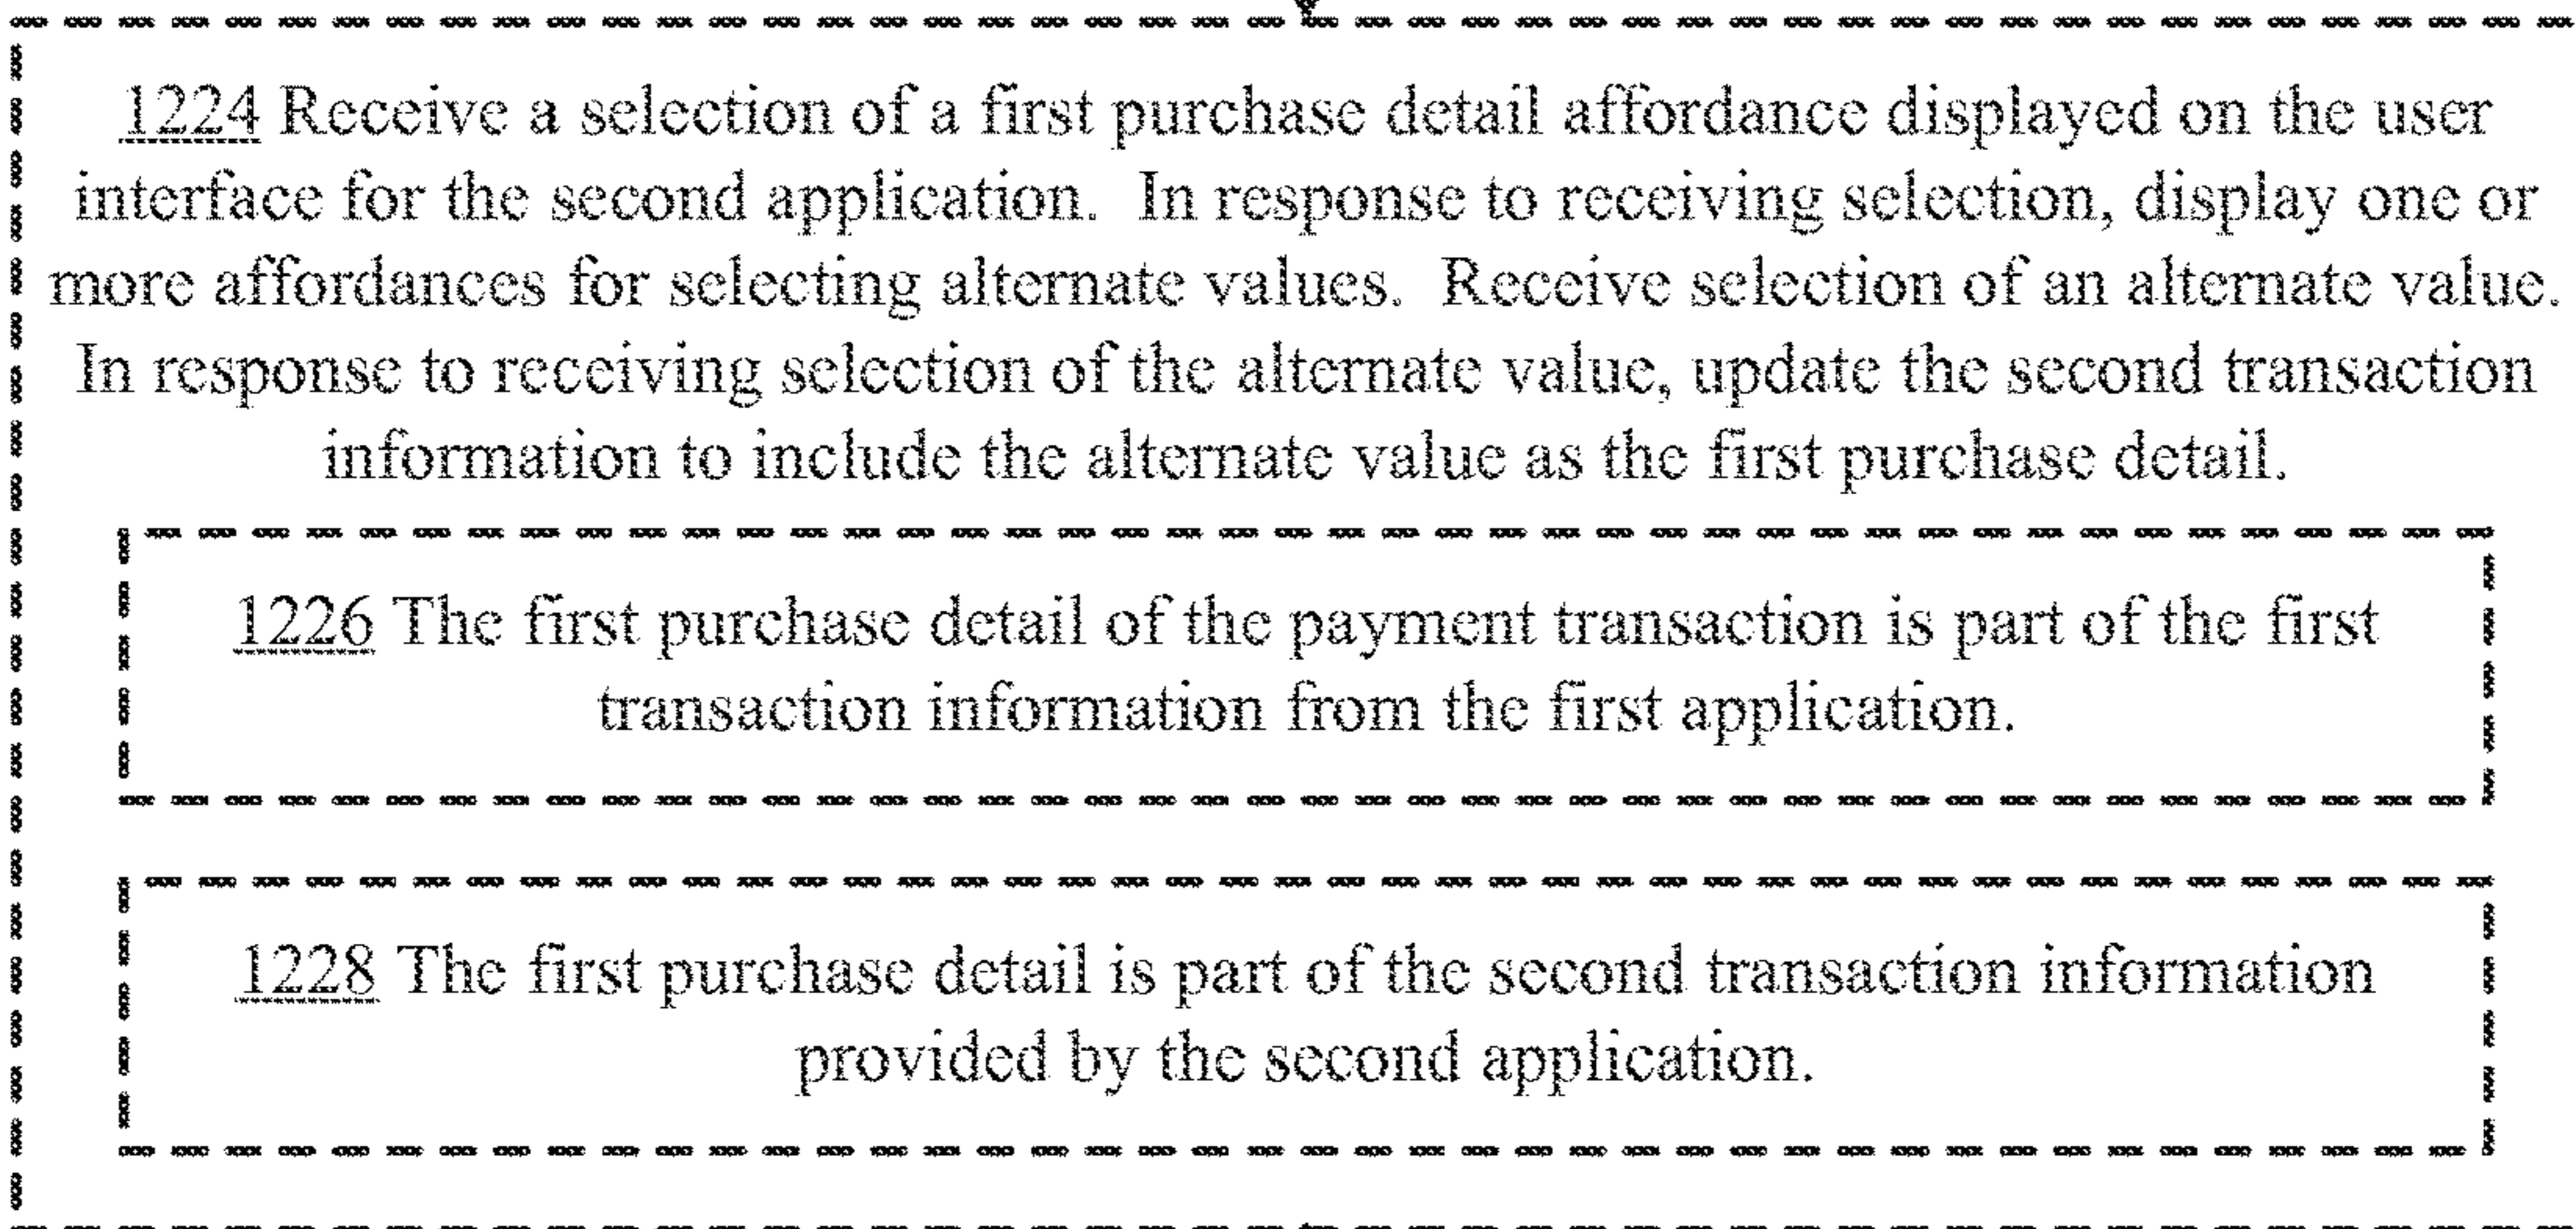 1224 Receive a selection of a first purchase detail affordance displayed on the user
interface for the second application.  In response to receiving selection, display one or
more affordances for selecting alternate values.  Receive selection of an alternate value.
In response to receiving selection of the alternate value, update the second transaction
information to include the alternate value as the first purchase detail.
1226 The first purchase detail of the payment transaction is part of the first
transaction information from the first application.
1228 The first purchase detail is part of the second transaction information
provided by the second application.